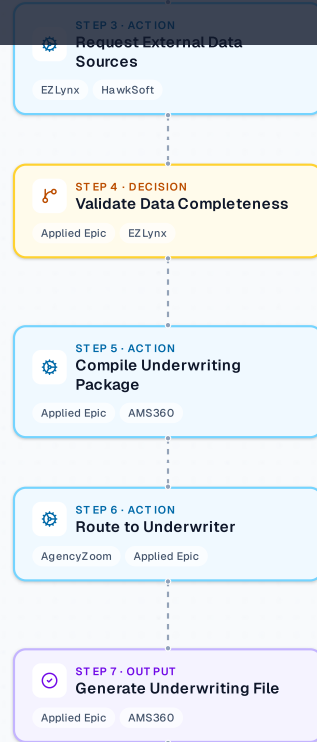 STEP 3 · ACTION
Request External Data
Sources
EZLynx HawkSoft
STEP 4 · DECISION
Validate Data Completeness
Applied Epic EZLynx
STEP 5 · ACTION
Compile Underwriting
Package
Applied Epic AMS360
STEP 6 · ACTION
Route to Underwriter
AgencyZoom Applied Epic
STEP 7 · OUTPUT
Generate Underwriting File
Applied Epic AMS360